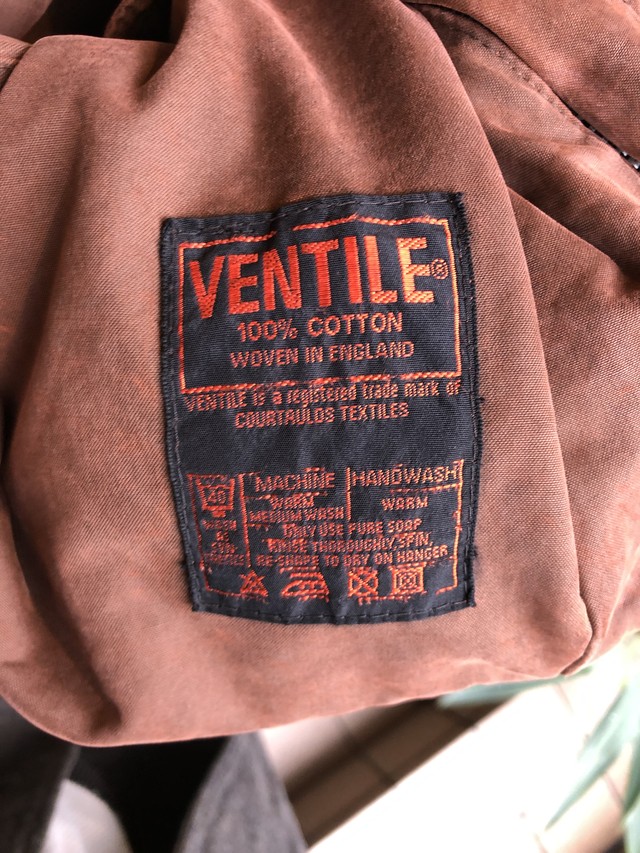 VENTILE®
100% COTTON
WOVEN IN ENGLAND
VENTILE is a registered trade mark of
COURTAULDS TEXTILES
40
MACHINE
HANDWASH
WARM
MEDIUM WASH
WARM
ONLY USE PURE SOAP
RINSE THOROUGHLY, SPIN,
RE-SHAPE TO DRY ON HANGER